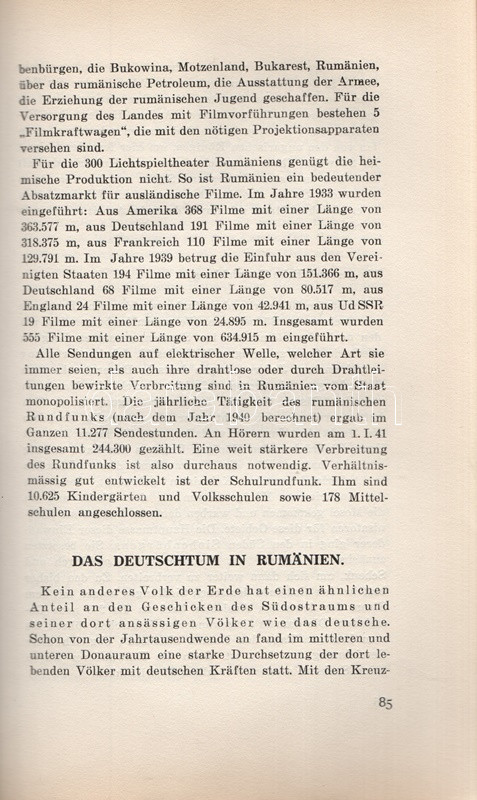 benbürgen, die Bukowina, Motzenland, Bukarest, Rumänien,
über das rumänische Petroleum, die Ausstattung der Armee,
die Erziehung der rumänischen Jugend geschaffen. Für die
Versorgung des Landes mit Filmvorführungen bestehen 5
„Filmkraftwagen“, die mit den nötigen Projektionsapparaten
versehen sind.
Für die 300 Lichtspieltheater Rumäniens genügt die hei-
mische Produktion nicht. So ist Rumänien ein bedeutender
Absatzmarkt für ausländische Filme. Im Jahre 1933 wurden
eingeführt: Aus Amerika 368 Filme mit einer Länge von
363.577 m, aus Deutschland 191 Filme mit einer Länge von
318.375 m, aus Frankreich 110 Filme mit einer Länge von
129.791 m. Im Jahre 1939 betrug die Einfuhr aus den Verei-
nigten Staaten 194 Filme mit einer Länge von 151.366 m, aus
Deutschland 68 Filme mit einer Länge von 80.517 m, aus
England 24 Filme mit einer Länge von 42.941 m, aus UdSSR
19 Filme mit einer Länge von 24.895 m. Insgesamt wurden
555 Filme mit einer Länge von 634.915 m eingeführt.
Alle Sendungen auf elektrischer Welle, welcher Art sie
immer seien, als auch ihre drahtlose oder durch Drahtlei-
tungen bewirkte Verbreitung sind in Rumänien vom Staat
monopolisiert. Die jährliche Tätigkeit des rumänischen
Rundfunks (nach dem Jahr 1940 berechnet) ergab im
Ganzen 11.277 Sendestunden. An Hörern wurden am 1. I. 41
insgesamt 244.300 gezählt. Eine weit stärkere Verbreitung
des Rundfunks ist also durchaus notwendig. Verhältnis-
mässig gut entwickelt ist der Schulrundfunk. Ihm sind
10.625 Kindergärten und Volksschulen sowie 178 Mittel-
schulen angeschlossen.
DAS DEUTSCHTUM IN RUMÄNIEN.
Kein anderes Volk der Erde hat einen ähnlichen
Anteil an den Geschicken des Südostraums und
seiner dort ansässigen Völker wie das deutsche.
Schon von der Jahrtausendwende an fand im mittleren und
unteren Donauraum eine starke Durchsetzung der dort le-
benden Völker mit deutschen Kräften statt. Mit den Kreuz-
85